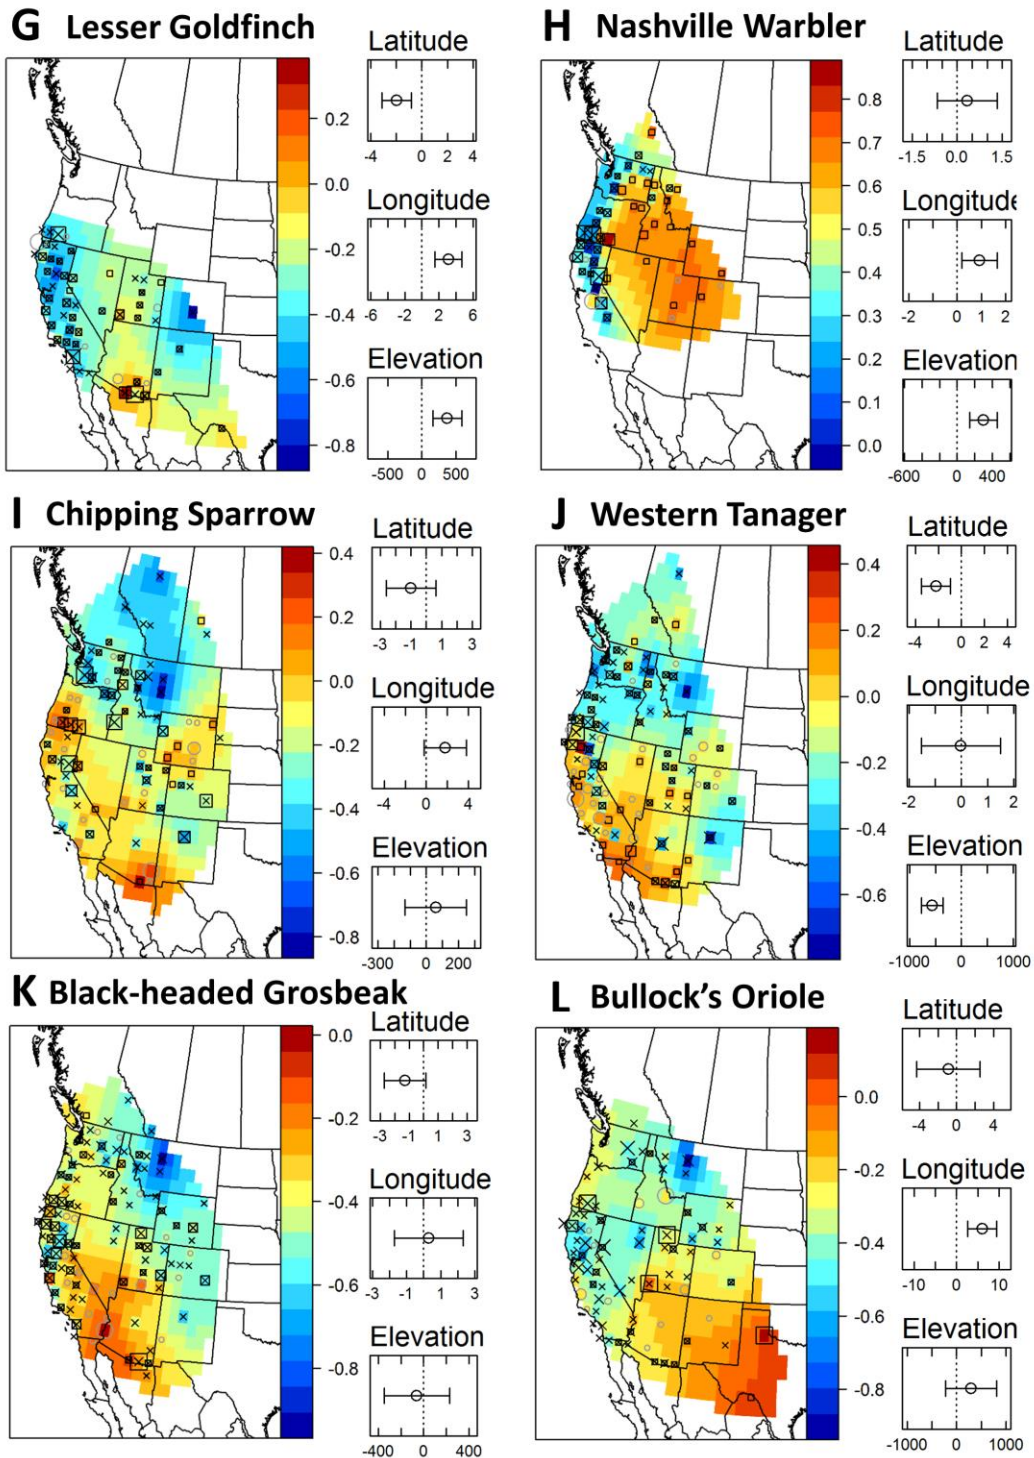 G Lesser Goldfinch
Latitude
-4 -2 0 2 4
Longitude
-6 -2 2 6
Elevation
-500 0 500
0.2
0.0
-0.2
-0.4
-0.6
-0.8
H Nashville Warbler
Latitude
-1.5 0.0 1.5
Longitude
-2 0 1 2
Elevation
-600 0 400
0.8
0.7
0.6
0.5
0.4
0.3
0.2
0.1
0.0
I Chipping Sparrow
Latitude
-3 -1 1 3
Longitude
-4 0 2 4
Elevation
-300 0 200
0.4
0.2
0.0
-0.2
-0.4
-0.6
-0.8
J Western Tanager
Latitude
-4 -2 0 2 4
Longitude
-2 0 1 2
Elevation
-1000 0 1000
0.4
0.2
0.0
-0.2
-0.4
-0.6
K Black-headed Grosbeak
Latitude
-3 -1 1 3
Longitude
-3 -1 1 3
Elevation
-400 0 400
0.0
-0.2
-0.4
-0.6
-0.8
L Bullock's Oriole
Latitude
-4 0 2 4
Longitude
-10 0 5 10
Elevation
-1000 0 1000
0.0
-0.2
-0.4
-0.6
-0.8